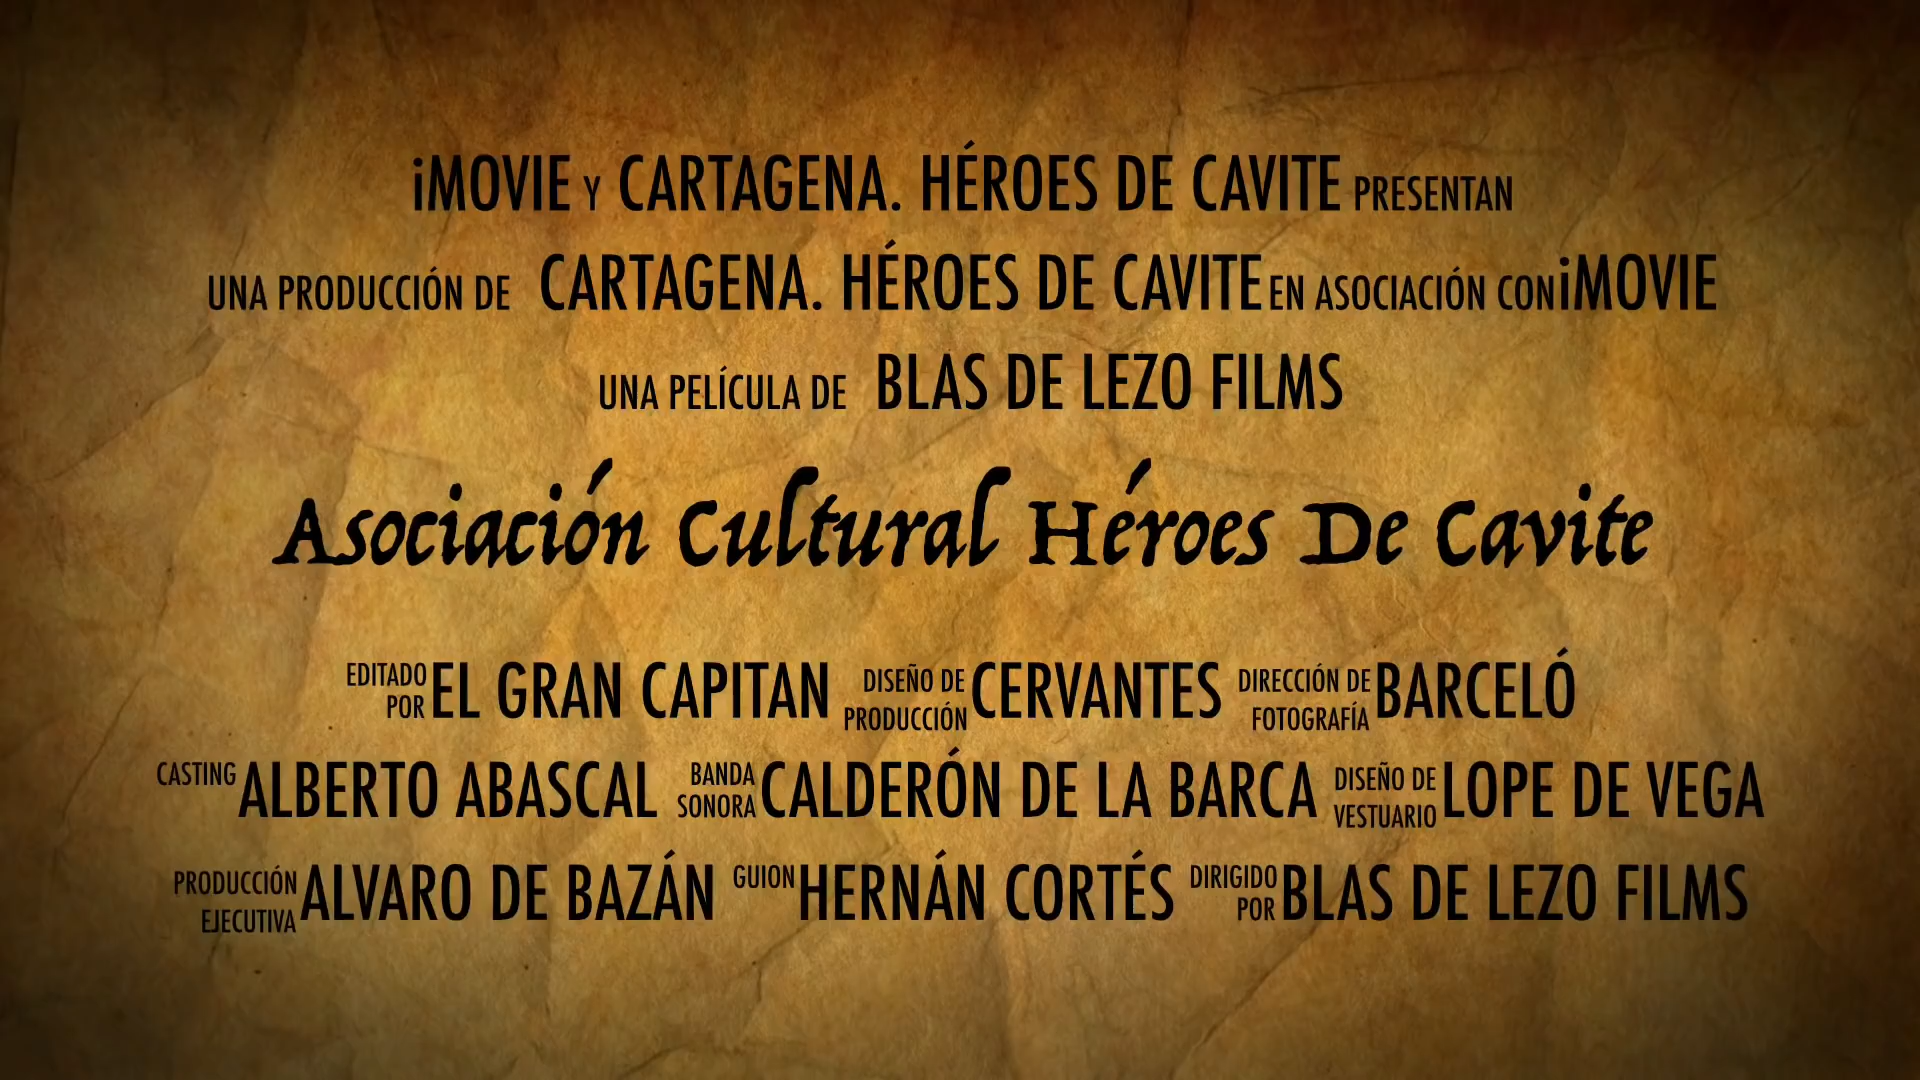 iMOVIE Y CARTAGENA. HÉROES DE CAVITE PRESENTAN
UNA PRODUCCIÓN DE CARTAGENA. HÉROES DE CAVITE EN ASOCIACIÓN CON iMOVIE
UNA PELÍCULA DE BLAS DE LEZO FILMS
Asociación Cultural Héroes De Cavite
EDITADO POR EL GRAN CAPITAN DISEÑO DE PRODUCCIÓN CERVANTES DIRECCIÓN DE FOTOGRAFÍA BARCELÓ
CASTING ALBERTO ABASCAL BANDA SONORA CALDERÓN DE LA BARCA DISEÑO DE VESTUARIO LOPE DE VEGA
PRODUCCIÓN EJECUTIVA ALVARO DE BAZÁN GUION HERNÁN CORTÉS DIRIGIDO POR BLAS DE LEZO FILMS